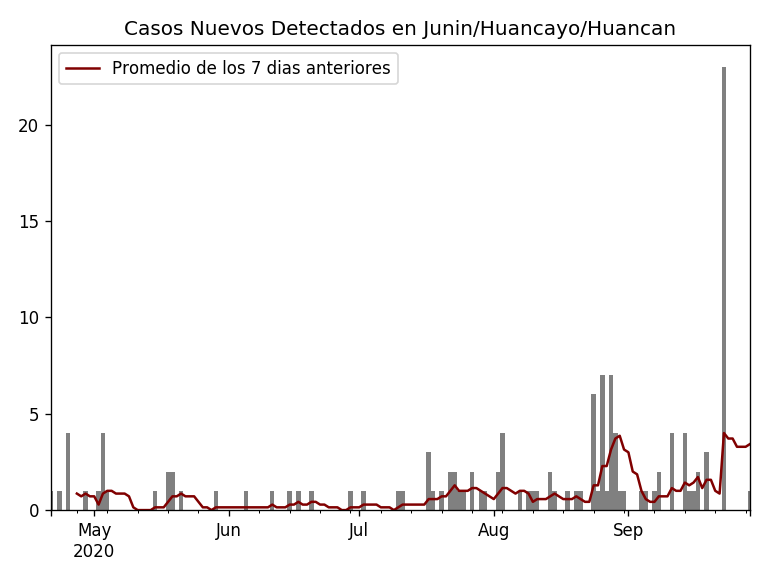 Casos Nuevos Detectados en Junin/Huancayo/Huancan
Promedio de los 7 dias anteriores
20
15
10
5
0
May Jun Jul Aug Sep
2020